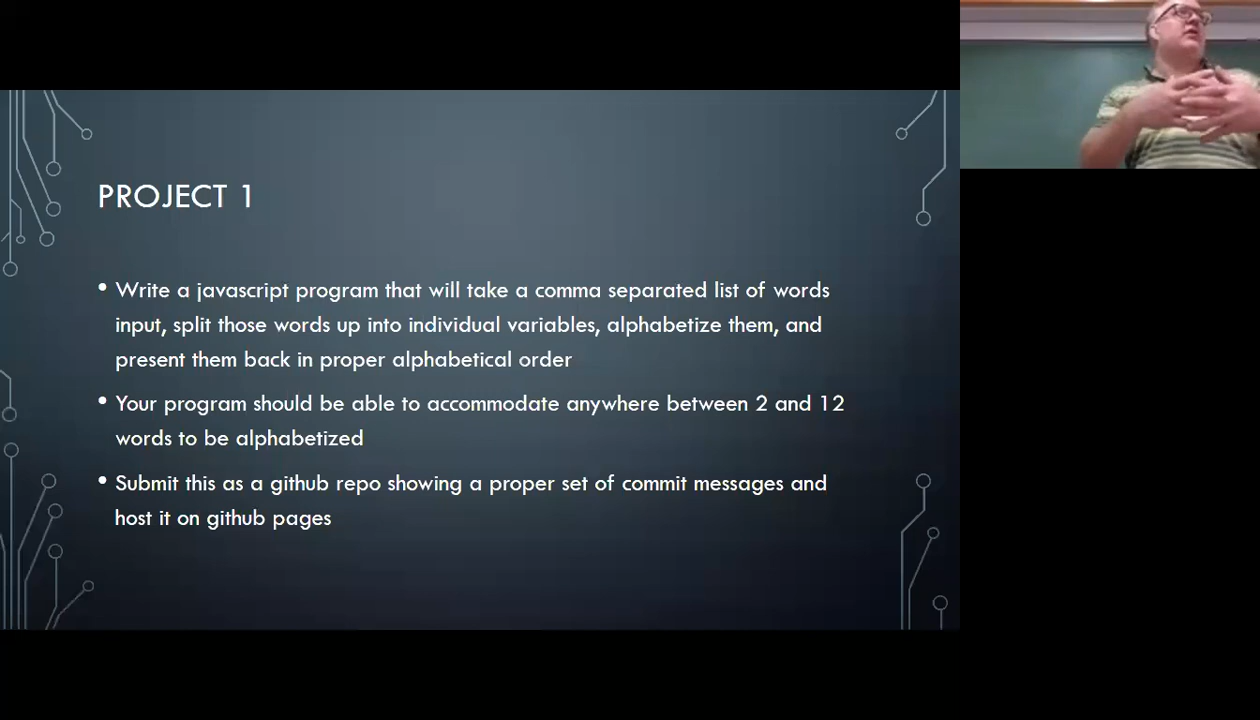 PROJECT 1
• Write a javascript program that will take a comma separated list of words
input, split those words up into individual variables, alphabetize them, and
present them back in proper alphabetical order
• Your program should be able to accommodate anywhere between 2 and 12
words to be alphabetized
• Submit this as a github repo showing a proper set of commit messages and
host it on github pages